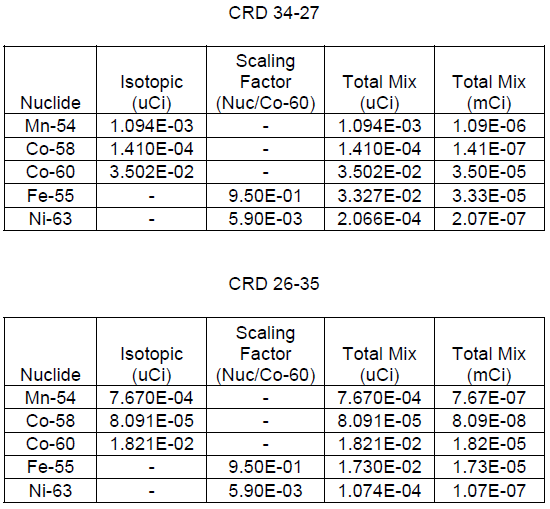 CRD 34-27
Scaling
Isotopic Factor Total Mix Total Mix
Nuclide (uCi) (Nuc/Co-60) (uCi) (mCi)
Mn-54 1.094E-03 - 1.094E-03 1.09E-06
Co-58 1.410E-04 - 1.410E-04 1.41E-07
Co-60 3.502E-02 - 3.502E-02 3.50E-05
Fe-55 - 9.50E-01 3.327E-02 3.33E-05
Ni-63 - 5.90E-03 2.066E-04 2.07E-07
CRD 26-35
Scaling
Isotopic Factor Total Mix Total Mix
Nuclide (uCi) (Nuc/Co-60) (uCi) (mCi)
Mn-54 7.670E-04 - 7.670E-04 7.67E-07
Co-58 8.091E-05 - 8.091E-05 8.09E-08
Co-60 1.821E-02 - 1.821E-02 1.82E-05
Fe-55 - 9.50E-01 1.730E-02 1.73E-05
Ni-63 - 5.90E-03 1.074E-04 1.07E-07